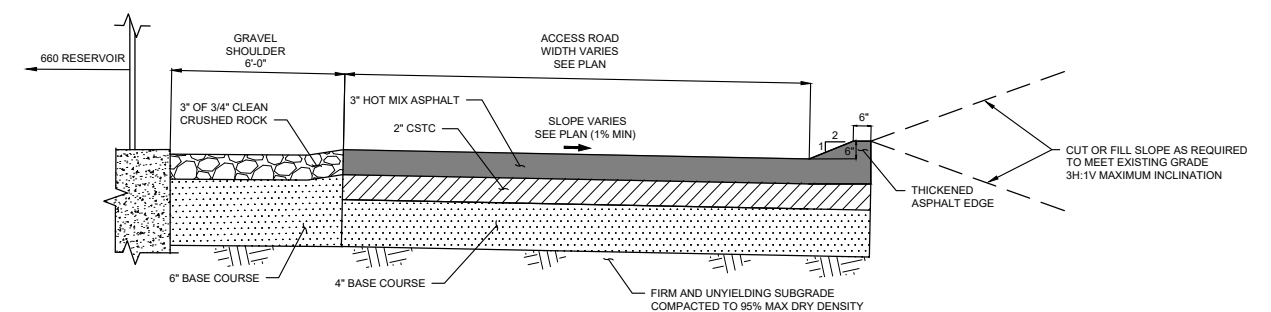 660 RESERVOIR
GRAVEL
SHOULDER
6'-0"
ACCESS ROAD
WIDTH VARIES
SEE PLAN
3" OF 3/4" CLEAN
CRUSHED ROCK
3" HOT MIX ASPHALT
2" CSTC
SLOPE VARIES
SEE PLAN (1% MIN)
2
1
6"
6"
CUT OR FILL SLOPE AS REQUIRED
TO MEET EXISTING GRADE
3H:1V MAXIMUM INCLINATION
THICKENED
ASPHALT EDGE
6" BASE COURSE
4" BASE COURSE
FIRM AND UNYIELDING SUBGRADE
COMPACTED TO 95% MAX DRY DENSITY